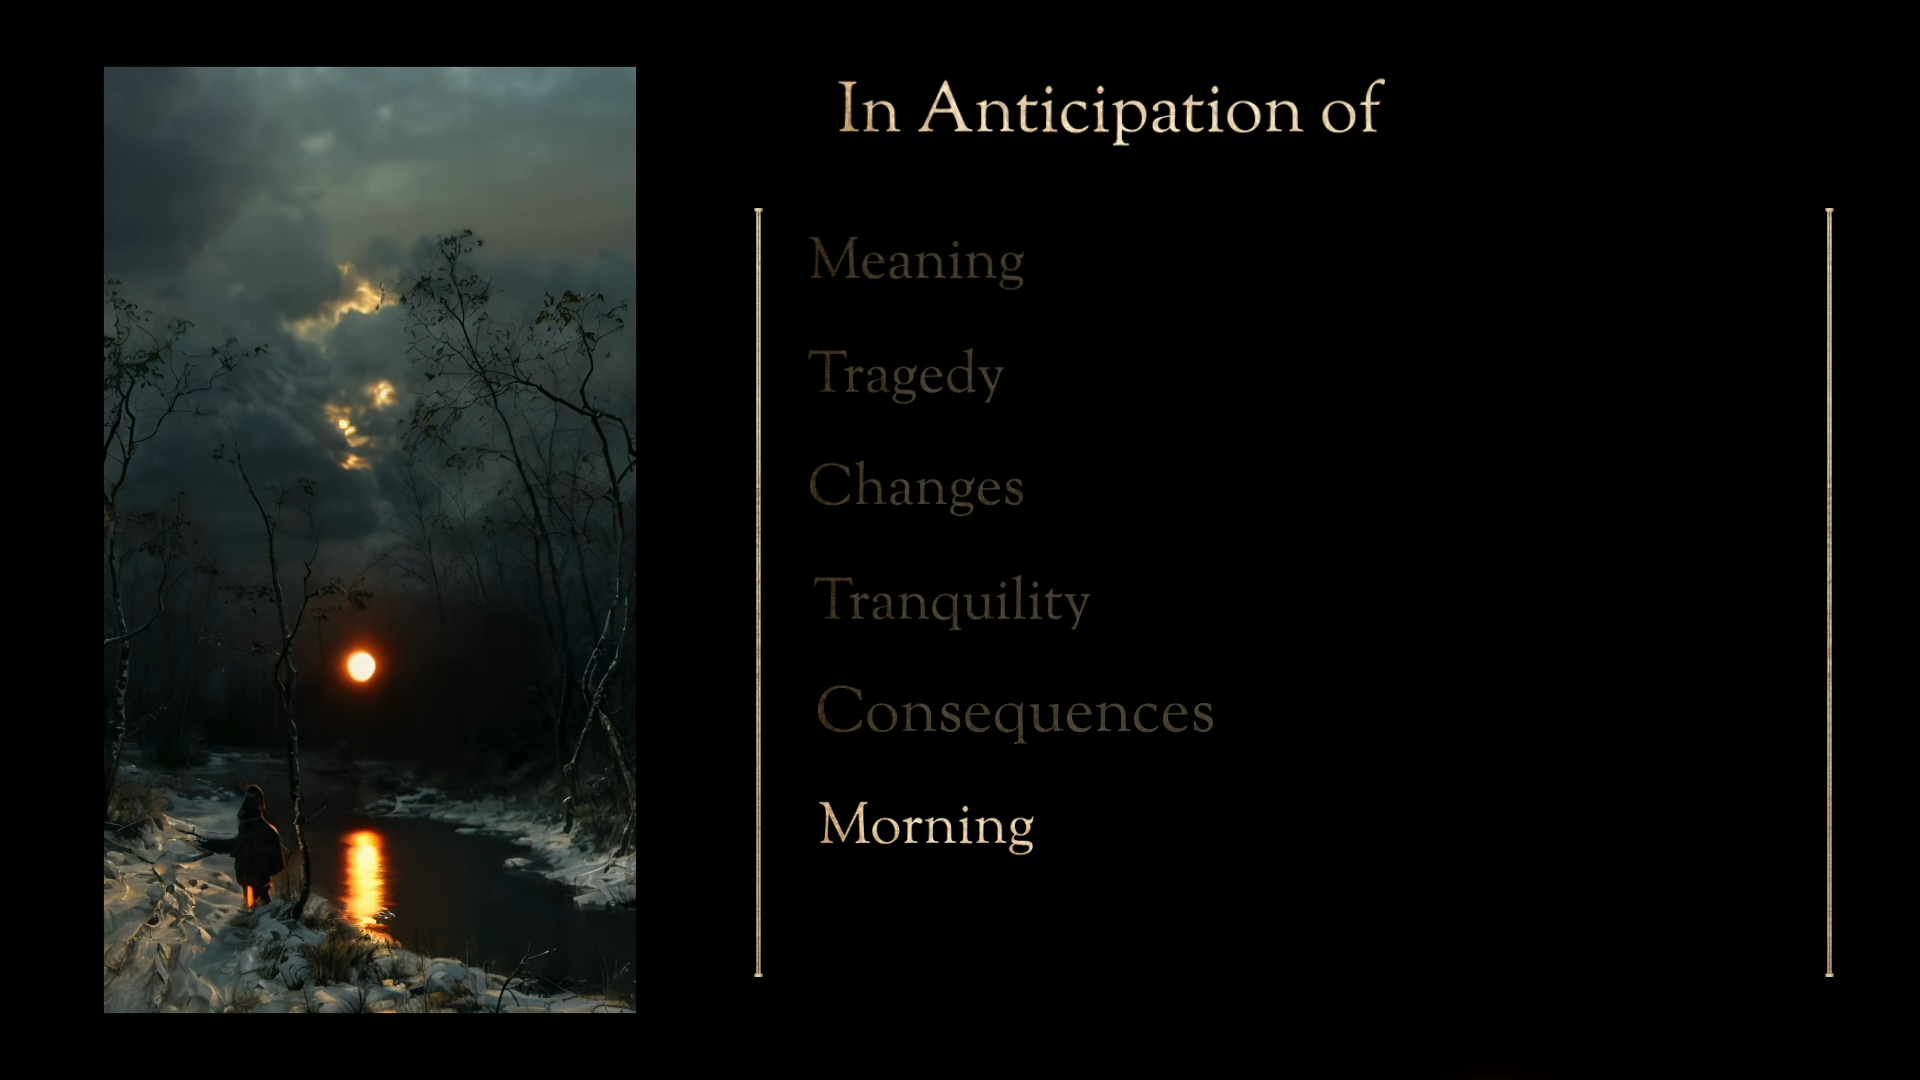 In Anticipation of
Meaning
Tragedy
Changes
Tranquility
Consequences
Morning